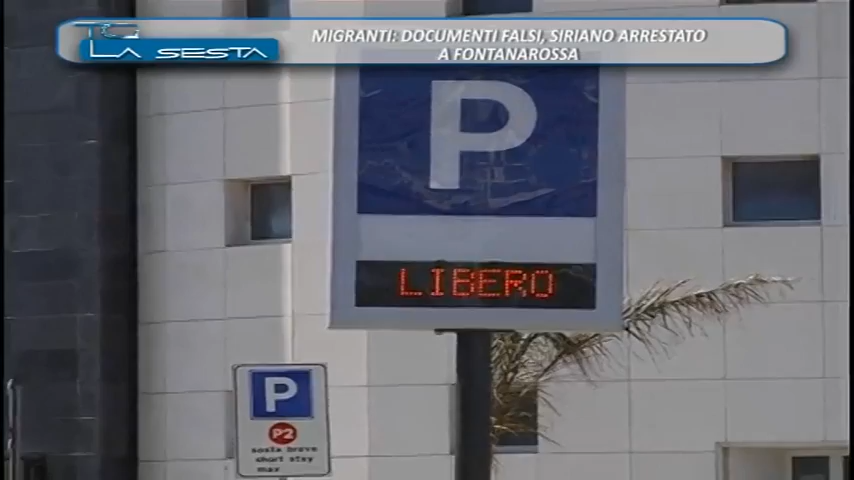 TG
LA SESTA
MIGRANTI: DOCUMENTI FALSI, SIRIANO ARRESTATO
A FONTANAROSSA
P
LIBERO
P
P2
sosta breve
short stay
max